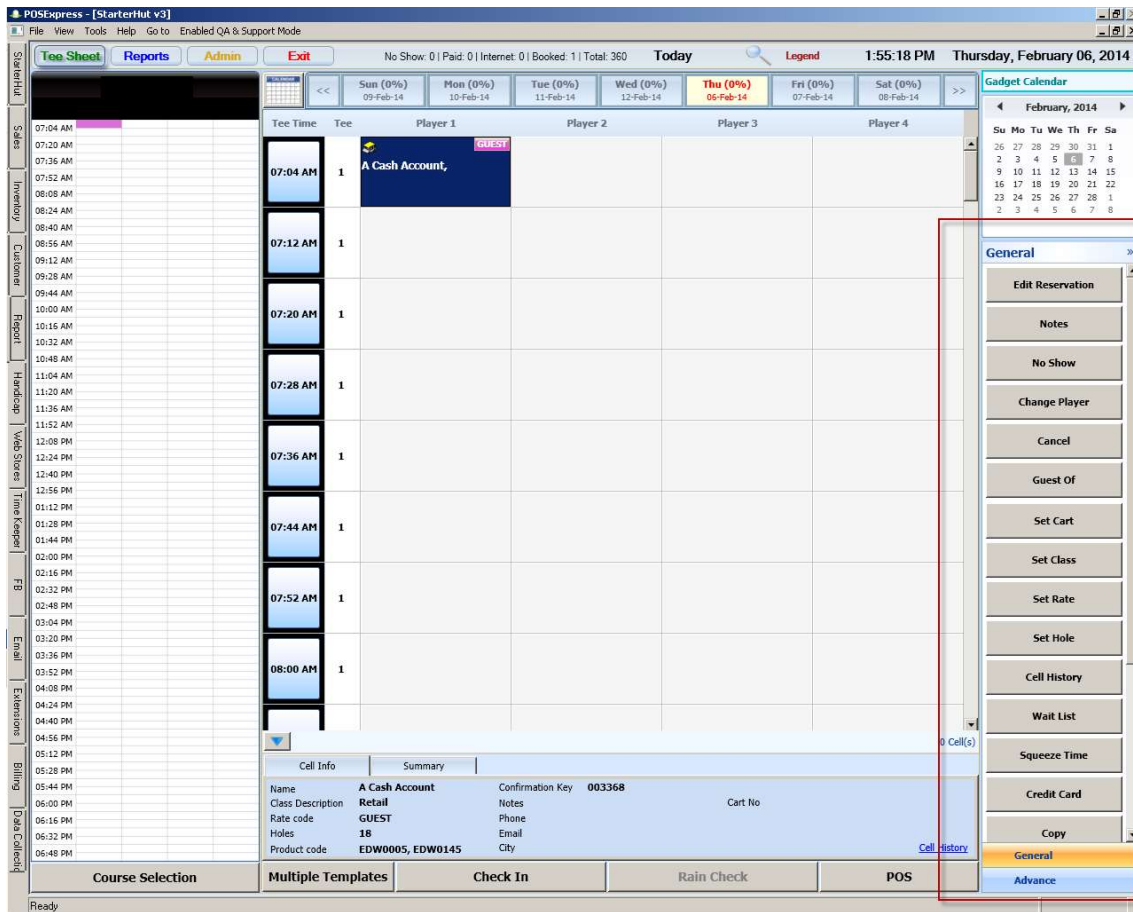 POSExpress - [StarterHut v3]
File View Tools Help Go to Enabled QA & Support Mode
Tee Sheet Reports Admin Exit No Show: 0 | Paid: 0 | Internet: 0 | Booked: 1 | Total: 360 Today Legend 1:55:18 PM Thursday, February 06, 2014
StarterHut
Sales
Inventory
Customer
Report
Handicap
Web Stores
Time Keeper
FB
Email
Extensions
Billing
Data Collectio
07:04 AM
07:20 AM
07:36 AM
07:52 AM
08:08 AM
08:24 AM
08:40 AM
08:56 AM
09:12 AM
09:28 AM
09:44 AM
10:00 AM
10:16 AM
10:32 AM
10:48 AM
11:04 AM
11:20 AM
11:36 AM
11:52 AM
12:08 PM
12:24 PM
12:40 PM
12:56 PM
01:12 PM
01:28 PM
01:44 PM
02:00 PM
02:16 PM
02:32 PM
02:48 PM
03:04 PM
03:20 PM
03:36 PM
03:52 PM
04:08 PM
04:24 PM
04:40 PM
04:56 PM
05:12 PM
05:28 PM
05:44 PM
06:00 PM
06:16 PM
06:32 PM
06:48 PM
Course Selection
CALENDAR << Sun (0%) Mon (0%) Tue (0%) Wed (0%) Thu (0%) Fri (0%) Sat (0%) >>
09-Feb-14 10-Feb-14 11-Feb-14 12-Feb-14 06-Feb-14 07-Feb-14 08-Feb-14
Tee Time Tee Player 1 Player 2 Player 3 Player 4
GUEST
07:04 AM 1 A Cash Account,
07:12 AM 1
07:20 AM 1
07:28 AM 1
07:36 AM 1
07:44 AM 1
07:52 AM 1
08:00 AM 1
0 Cell(s)
Cell Info Summary
Name A Cash Account Confirmation Key 003368
Class Description Retail Notes Cart No
Rate code GUEST Phone
Holes 18 Email
Product code EDW0005, EDW0145 City Cell History
Multiple Templates Check In Rain Check POS
Gadget Calendar
February, 2014
Su Mo Tu We Th Fr Sa
26 27 28 29 30 31 1
2 3 4 5 6 7 8
9 10 11 12 13 14 15
16 17 18 19 20 21 22
23 24 25 26 27 28 1
2 3 4 5 6 7 8
General »
Edit Reservation
Notes
No Show
Change Player
Cancel
Guest Of
Set Cart
Set Class
Set Rate
Set Hole
Cell History
Wait List
Squeeze Time
Credit Card
Copy
General
Advance
Ready